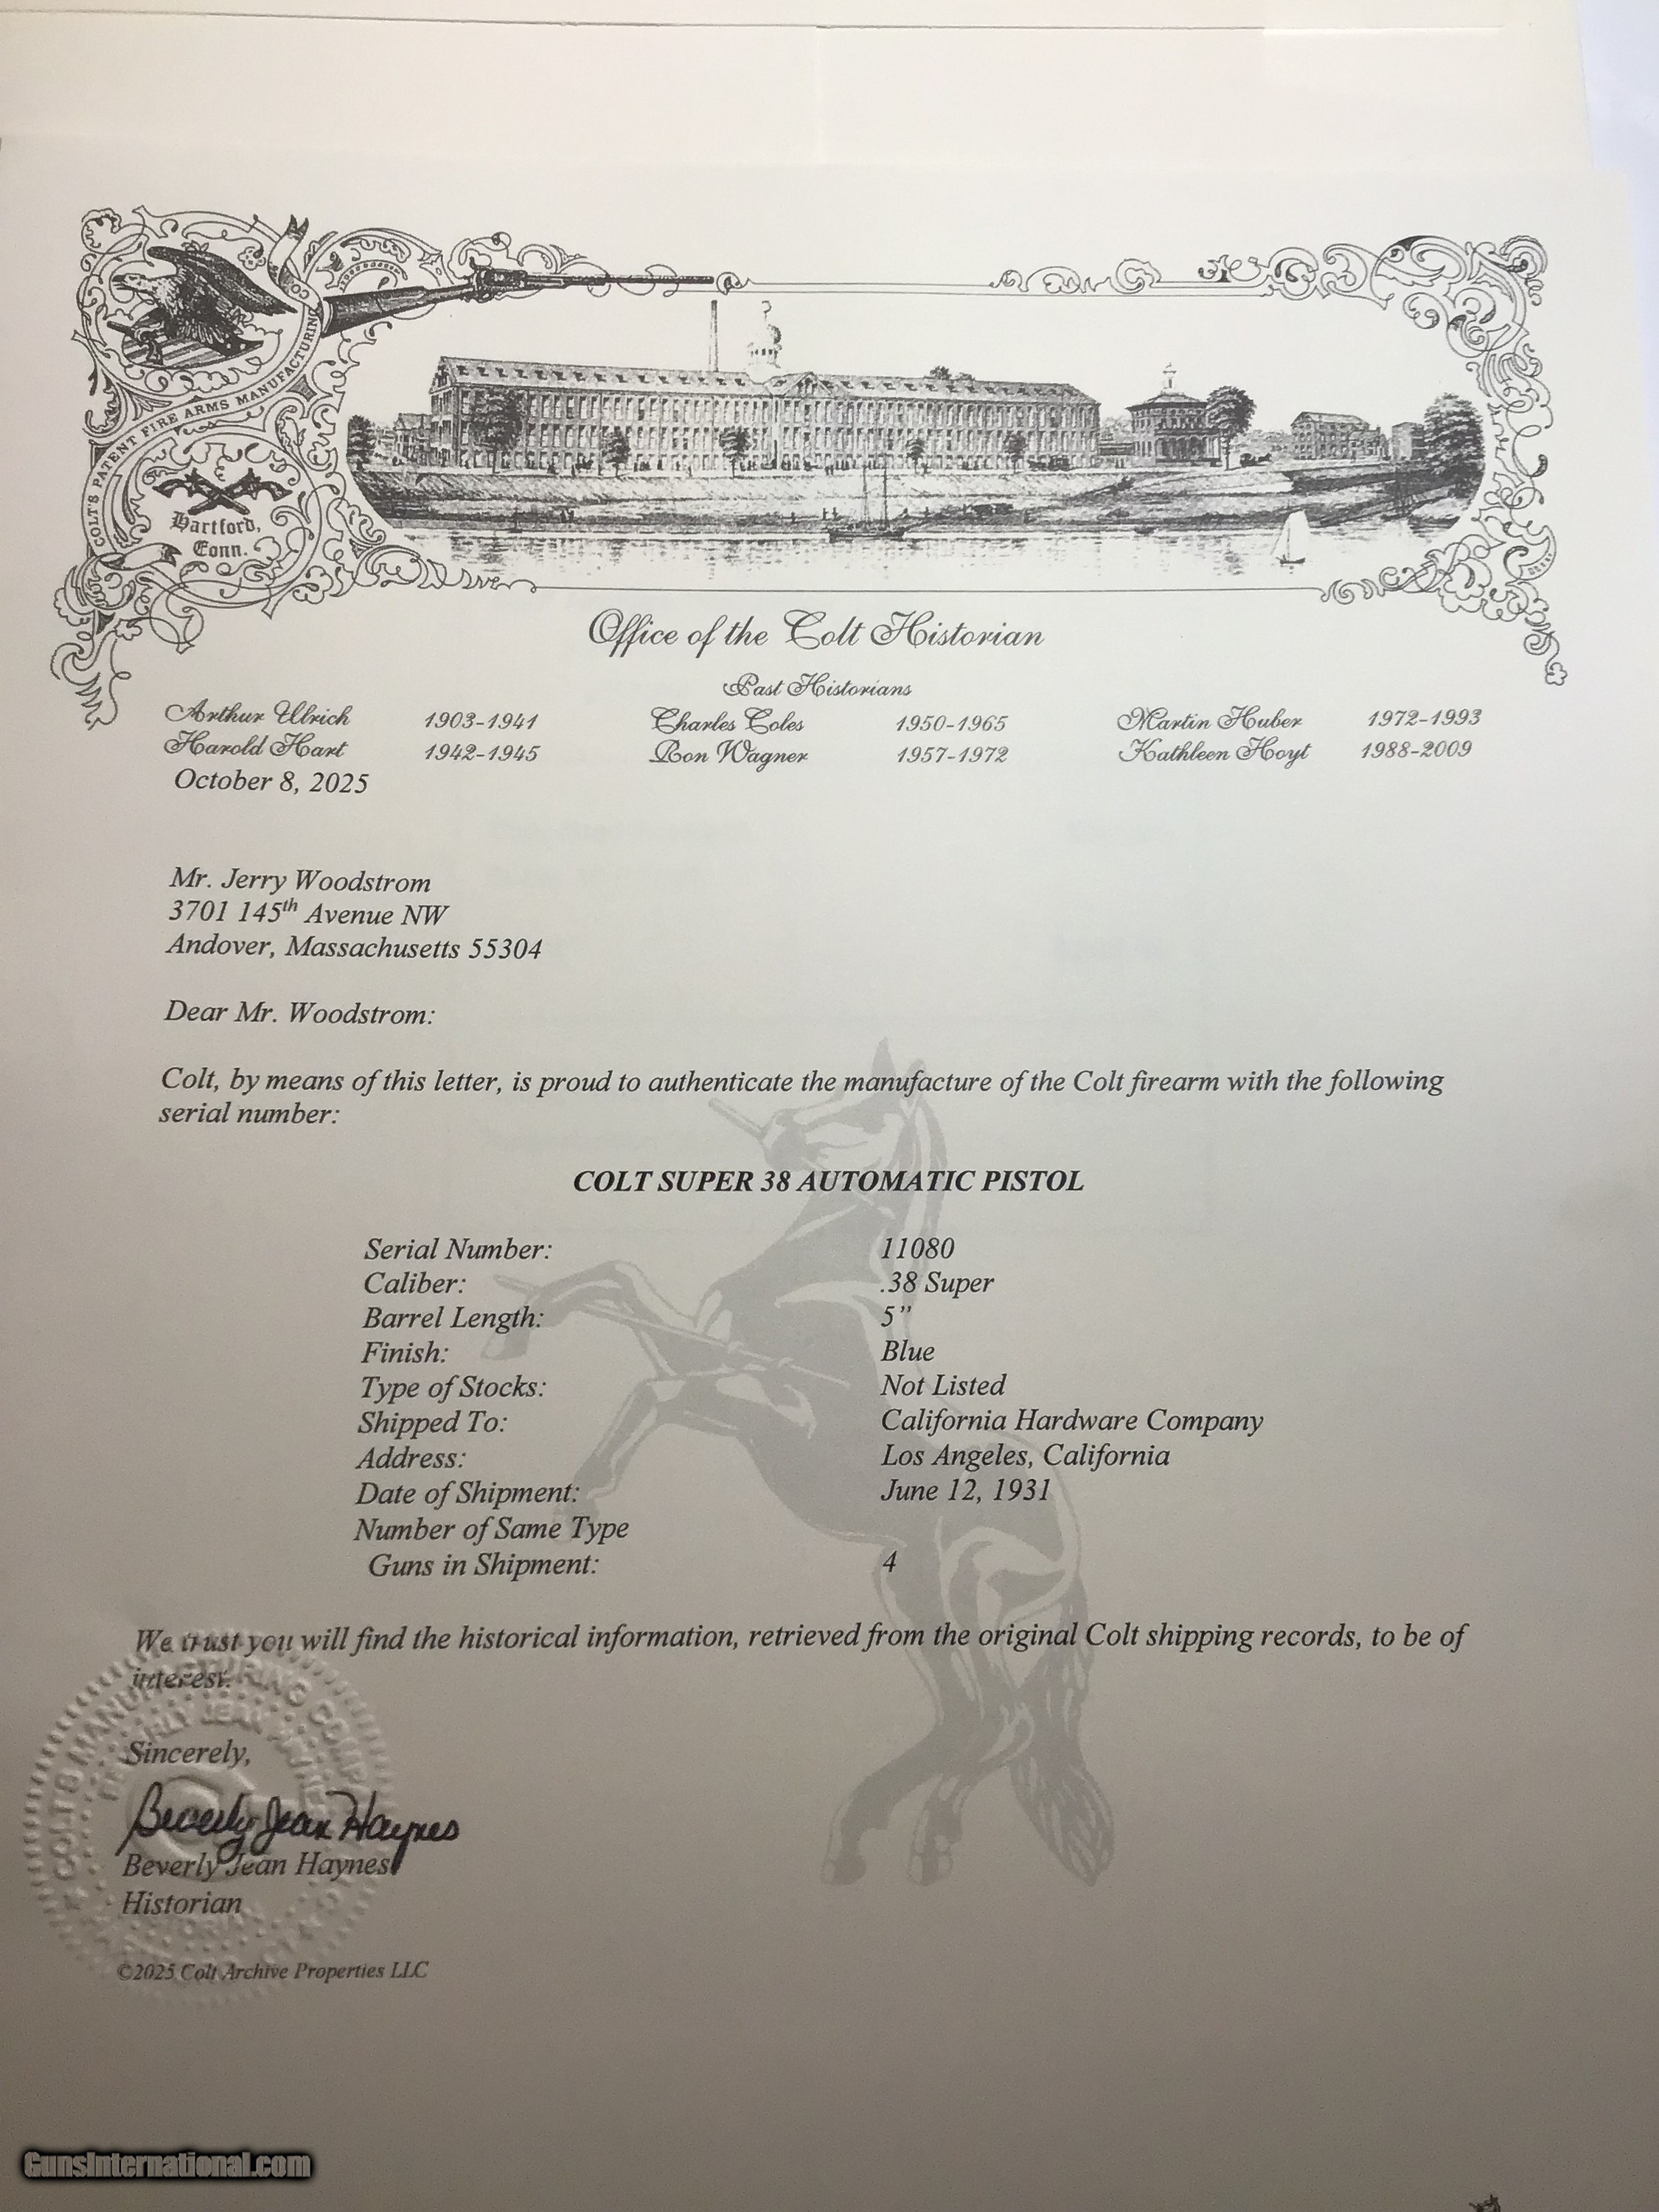 COLT'S PATENT FIRE ARMS MANUFACTURING CO.
Hartford,
Conn.
Office of the Colt Historian
Past Historians
Arthur Ulrich 1903-1941 Charles Coles 1950-1965 Martin Huber 1972-1993
Harold Hart 1942-1945 Ron Wagner 1957-1972 Kathleen Hoyt 1988-2009
October 8, 2025
Mr. Jerry Woodstrom
3701 145th Avenue NW
Andover, Massachusetts 55304
Dear Mr. Woodstrom:
Colt, by means of this letter, is proud to authenticate the manufacture of the Colt firearm with the following
serial number:
COLT SUPER 38 AUTOMATIC PISTOL
Serial Number: 11080
Caliber: .38 Super
Barrel Length: 5"
Finish: Blue
Type of Stocks: Not Listed
Shipped To: California Hardware Company
Address: Los Angeles, California
Date of Shipment: June 12, 1931
Number of Same Type
Guns in Shipment: 4
We trust you will find the historical information, retrieved from the original Colt shipping records, to be of
interest.
Sincerely,
Beverly Jean Haynes
Beverly Jean Haynes
Historian
©2025 Colt Archive Properties LLC
GunsInternational.com